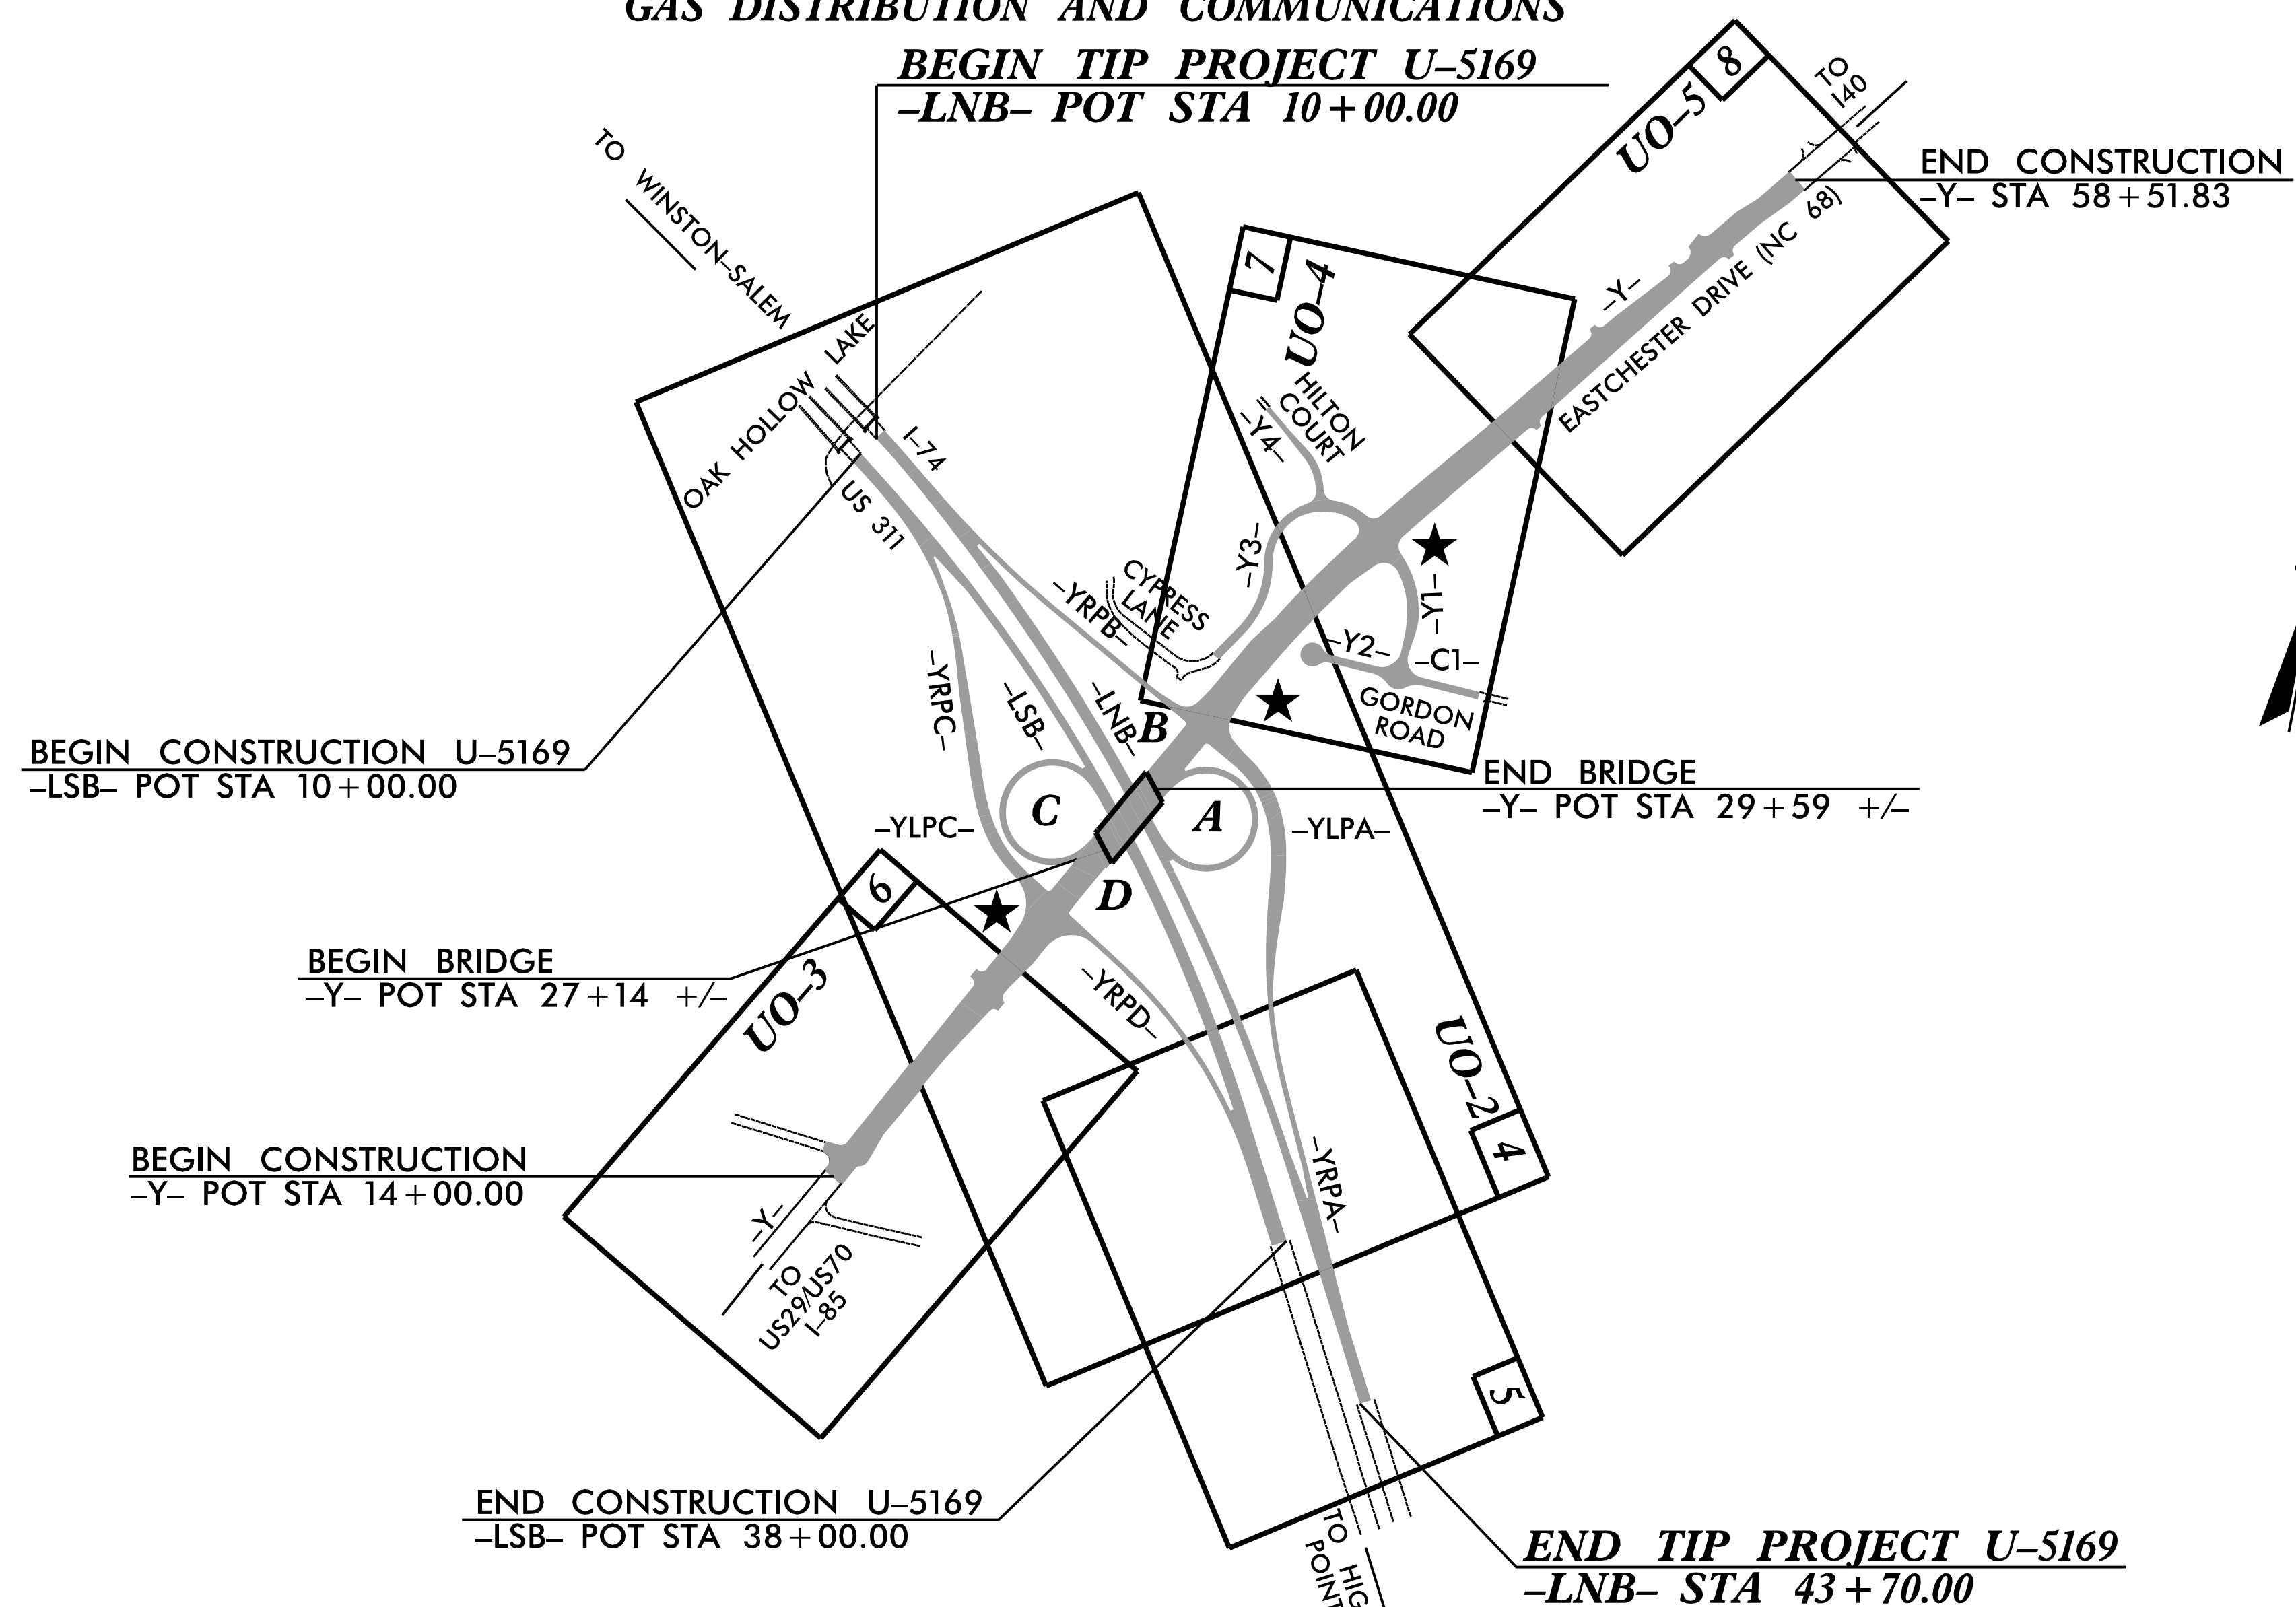 GAS DISTRIBUTION AND COMMUNICATIONS
BEGIN TIP PROJECT U–5169
–LNB– POT STA 10+00.00
8
UO–5
TO
I40
END CONSTRUCTION
–Y– STA 58+51.83
TO WINSTON–SALEM
7
UO–4
–Y–
EASTCHESTER DRIVE (NC 68)
OAK HOLLOW LAKE
I–74
US 311
HILTON
COURT
–Y4–
–Y3–
CYPRESS
LANE
–YRPB–
–Y1–
–Y2–
–C1–
GORDON
ROAD
–YRPC–
–LSB–
–LNB–
B
BEGIN CONSTRUCTION U–5169
–LSB– POT STA 10+00.00
END BRIDGE
–Y– POT STA 29+59 +/–
C
A
–YLPC–
–YLPA–
6
D
BEGIN BRIDGE
–Y– POT STA 27+14 +/–
UO–3
–YRPD–
UO–2
4
BEGIN CONSTRUCTION
–Y– POT STA 14+00.00
–YRPA–
–Y–
TO
US29/US70
I–85
5
END CONSTRUCTION U–5169
–LSB– POT STA 38+00.00
TO HIG
POINT
END TIP PROJECT U–5169
–LNB– STA 43+70.00